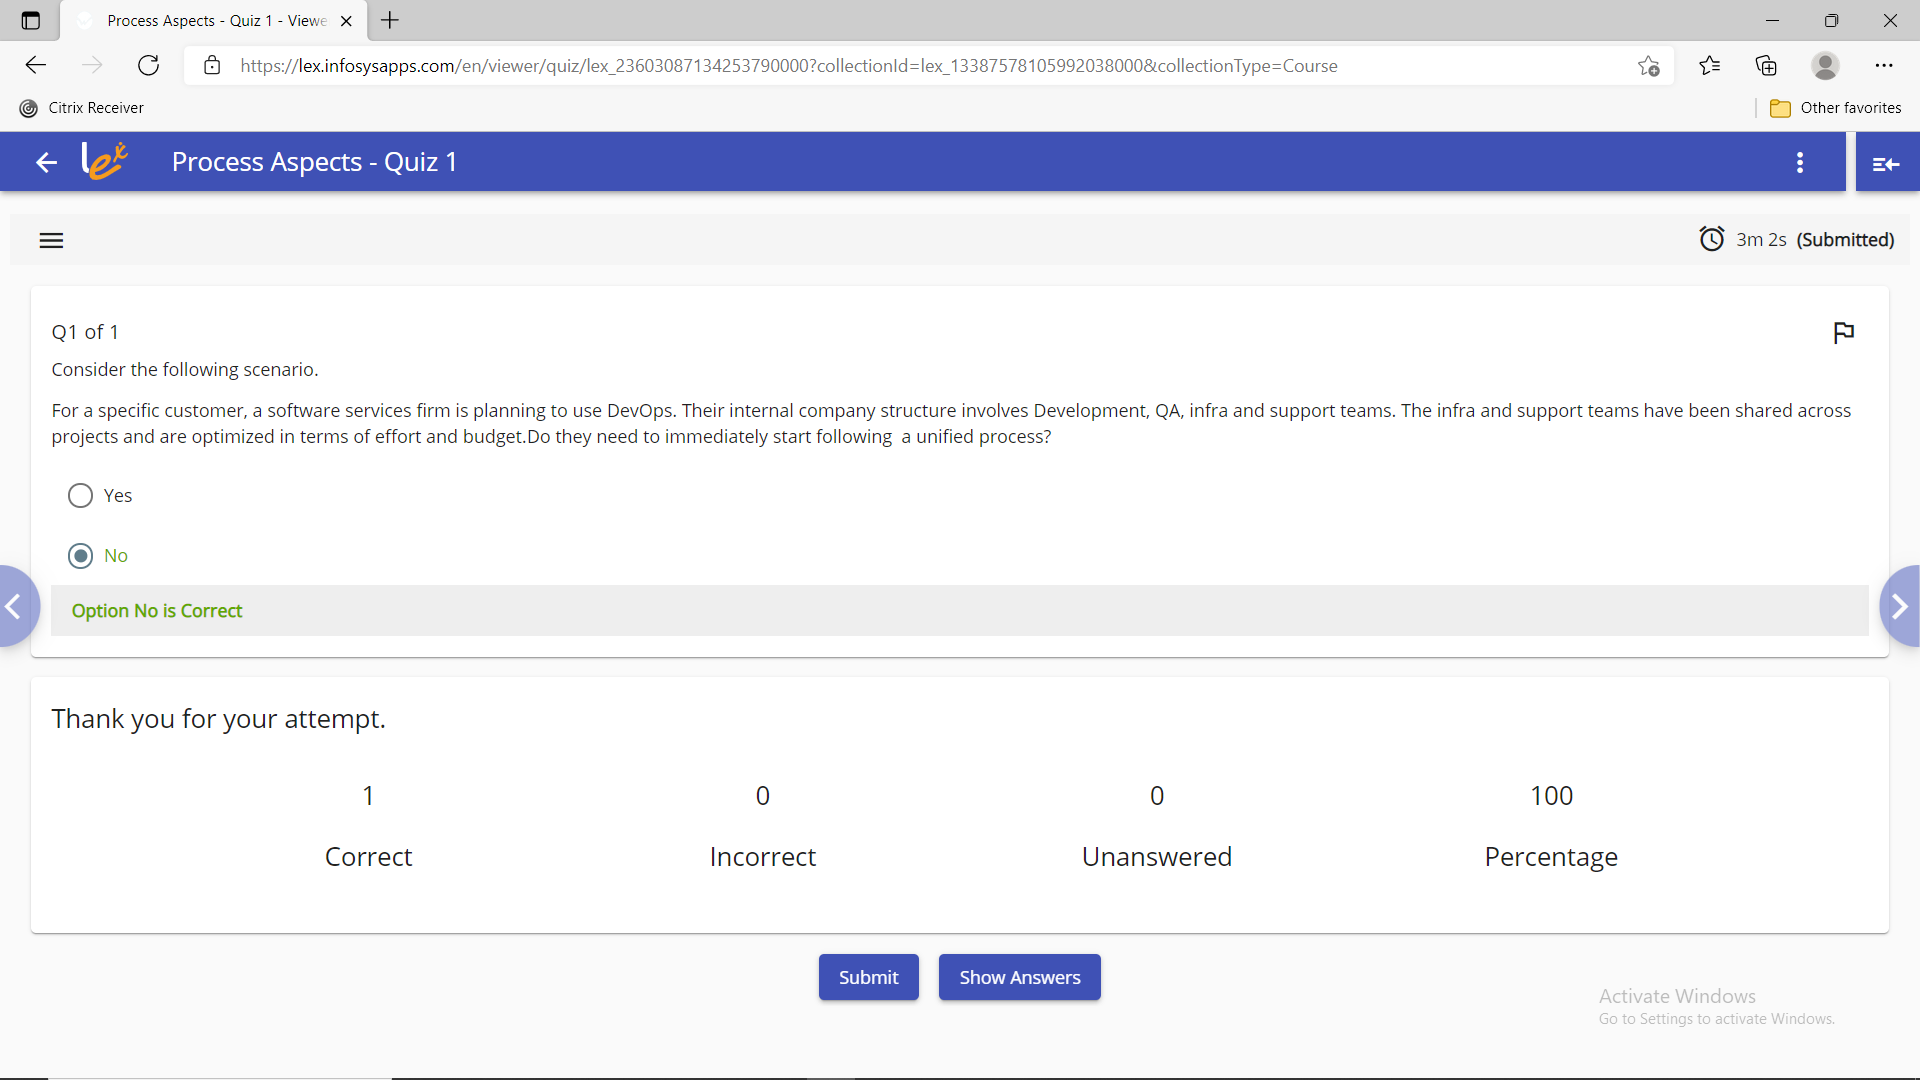 Process Aspects - Quiz 1 - Viewe
https://lex.infosysapps.com/en/viewer/quiz/lex_23603087134253790000?collectionId=lex_13387578105992038000&collectionType=Course
Citrix Receiver
Other favorites
lex
Process Aspects - Quiz 1
3m 2s (Submitted)
Q1 of 1
Consider the following scenario.
For a specific customer, a software services firm is planning to use DevOps. Their internal company structure involves Development, QA, infra and support teams. The infra and support teams have been shared across
projects and are optimized in terms of effort and budget.Do they need to immediately start following  a unified process?
Yes
No
Option No is Correct
Thank you for your attempt.
1 0 0 100
Correct Incorrect Unanswered Percentage
Submit Show Answers
Activate Windows
Go to Settings to activate Windows.